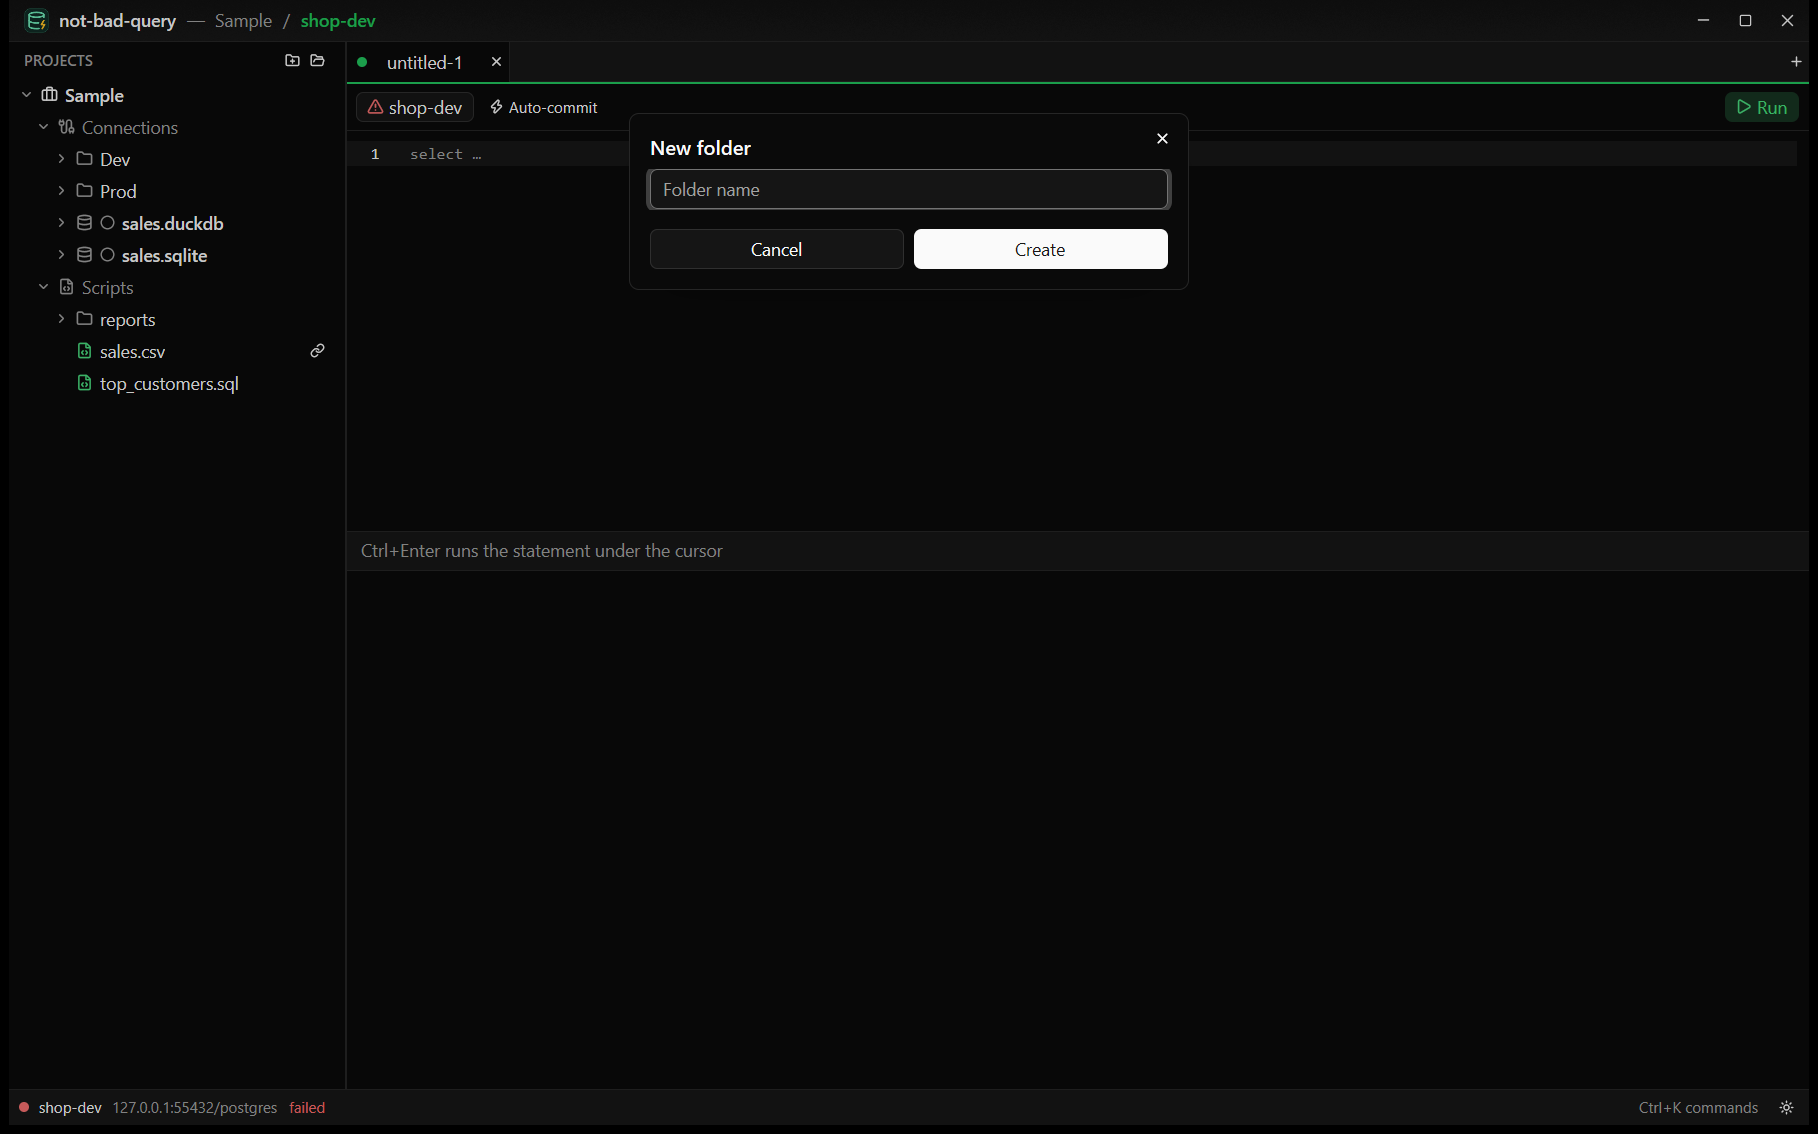 not-bad-query — Sample / shop-dev
PROJECTS
Sample
Connections
Dev
Prod
sales.duckdb
sales.sqlite
Scripts
reports
sales.csv
top_customers.sql
untitled-1
shop-dev
Auto-commit
Run
1 select …
New folder
Folder name
Cancel
Create
Ctrl+Enter runs the statement under the cursor
shop-dev 127.0.0.1:55432/postgres failed
Ctrl+K commands